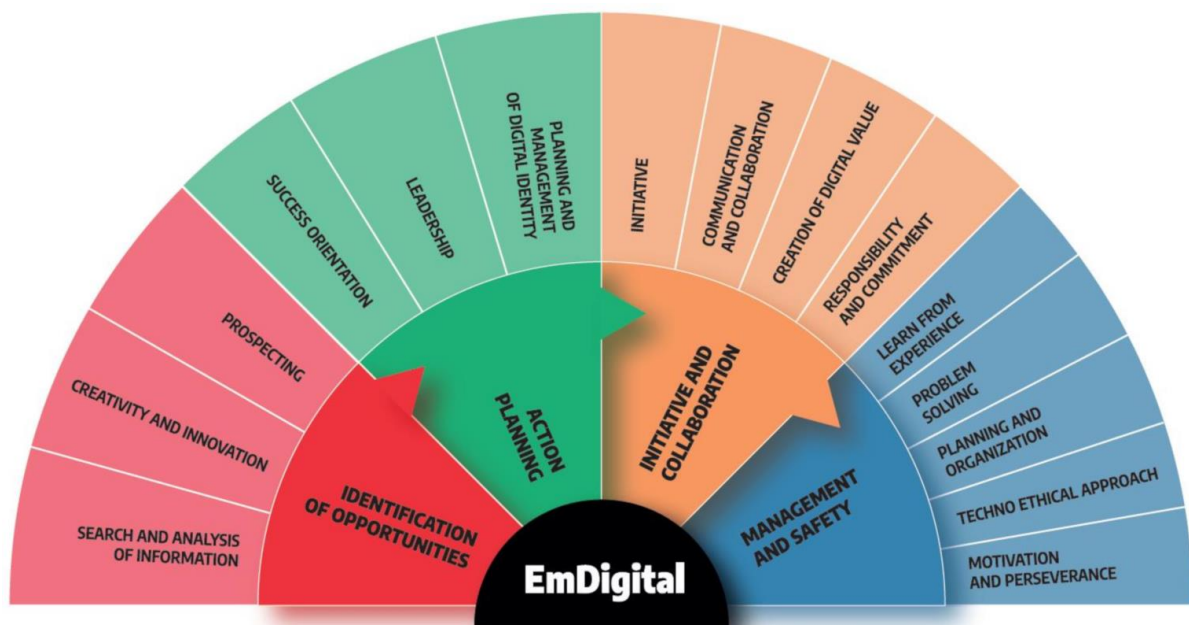 SEARCH AND ANALYSIS
OF INFORMATION
CREATIVITY AND INNOVATION
PROSPECTING
SUCCESS ORIENTATION
LEADERSHIP
PLANNING AND
MANAGEMENT
OF DIGITAL IDENTITY
INITIATIVE
COMMUNICATION
AND COLLABORATION
CREATION OF DIGITAL VALUE
RESPONSIBILITY
AND COMMITMENT
LEARN FROM
EXPERIENCE
PROBLEM
SOLVING
PLANNING AND
ORGANIZATION
TECHNO ETHICAL APPROACH
MOTIVATION
AND PERSEVERANCE
IDENTIFICATION
OF OPPORTUNITIES
ACTION
PLANNING
INITIATIVE AND
COLLABORATION
MANAGEMENT
AND SAFETY
EmDigital